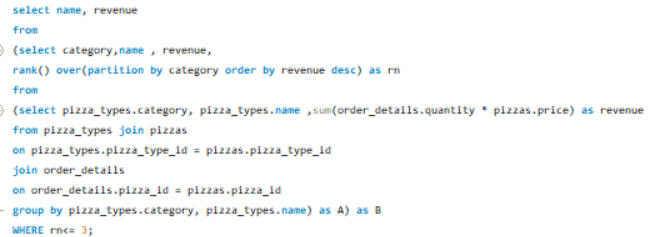 select name, revenue
from
(select category,name , revenue,
rank() over(partition by category order by revenue desc) as rn
from
(select pizza_types.category, pizza_types.name ,sum(order_details.quantity * pizzas.price) as revenue
from pizza_types join pizzas
on pizza_types.pizza_type_id = pizzas.pizza_type_id
join order_details
on order_details.pizza_id = pizzas.pizza_id
group by pizza_types.category, pizza_types.name) as A) as B
WHERE rn<= 3;